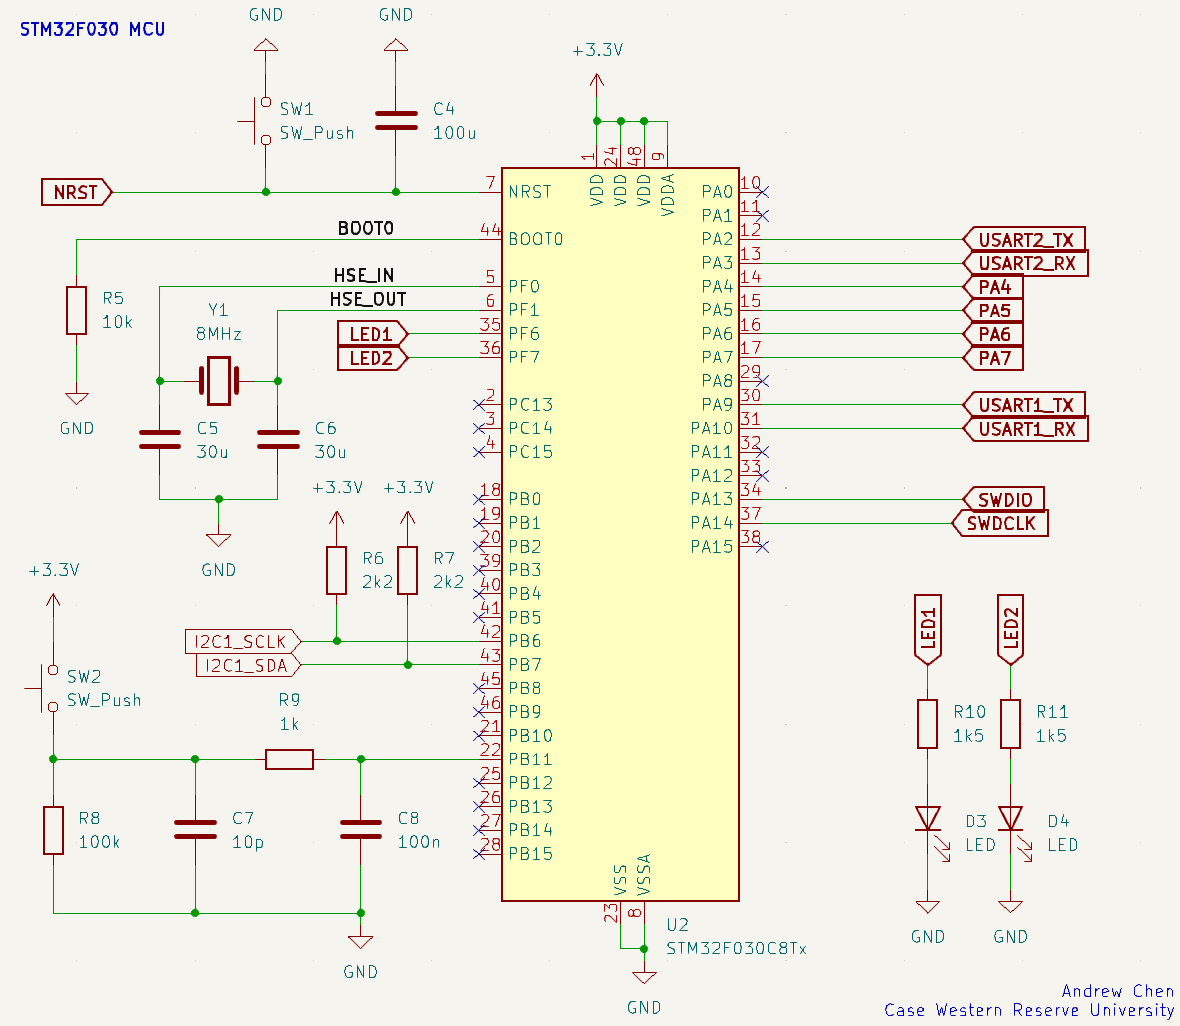 STM32F030 MCU
GND
GND
+3.3V
SW1
SW_Push
C4
100u
NRST
7
NRST
1
24
48
9
VDD
VDD
VDD
VDDA
BOOT0
44
BOOT0
HSE_IN
5
PF0
HSE_OUT
6
PF1
LED1
35
PF6
LED2
36
PF7
R5
10k
GND
Y1
8MHz
C5
30u
C6
30u
GND
2
PC13
3
PC14
4
PC15
18
PB0
19
PB1
20
PB2
39
PB3
40
PB4
41
PB5
42
PB6
43
PB7
45
PB8
46
PB9
21
PB10
22
PB11
25
PB12
26
PB13
27
PB14
28
PB15
+3.3V
+3.3V
R6
2k2
R7
2k2
I2C1_SCLK
I2C1_SDA
+3.3V
SW2
SW_Push
R9
1k
R8
100k
C7
10p
C8
100n
GND
PA0
10
PA1
11
PA2
12
USART2_TX
PA3
13
USART2_RX
PA4
14
PA4
PA5
15
PA5
PA6
16
PA6
PA7
17
PA7
PA8
29
PA9
30
USART1_TX
PA10
31
USART1_RX
PA11
32
PA12
33
PA13
34
SWDIO
PA14
37
SWDCLK
PA15
38
VSS
VSSA
23
8
U2
STM32F030C8Tx
GND
LED1
LED2
R10
1k5
R11
1k5
D3
LED
D4
LED
GND
GND
Andrew Chen
Case Western Reserve University